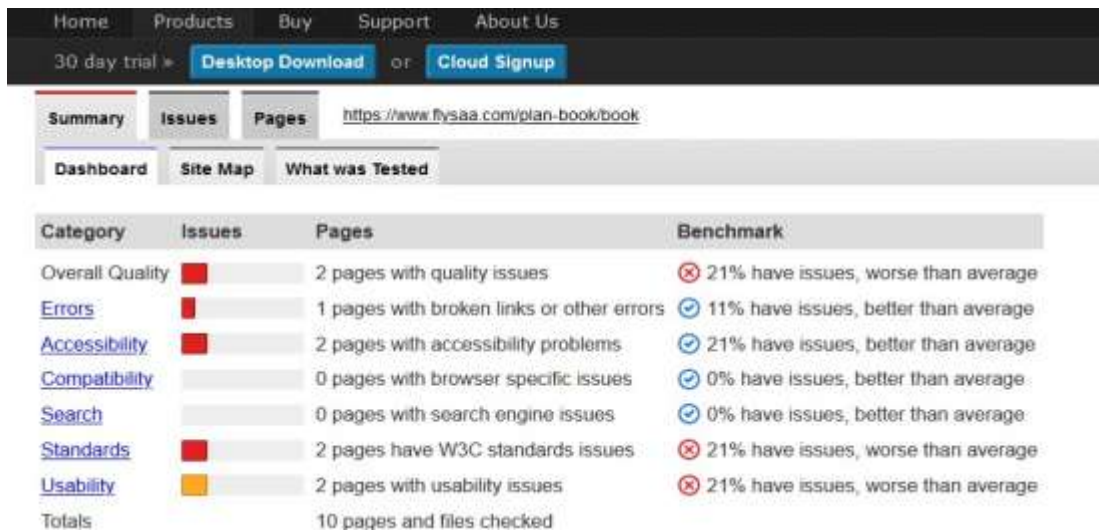 Home Products Buy Support About Us
30 day trial » Desktop Download or Cloud Signup
Summary Issues Pages https://www.flysaa.com/plan-book/book
Dashboard Site Map What was Tested
Category Issues Pages Benchmark
Overall Quality 2 pages with quality issues 21% have issues, worse than average
Errors 1 pages with broken links or other errors 11% have issues, better than average
Accessibility 2 pages with accessibility problems 21% have issues, better than average
Compatibility 0 pages with browser specific issues 0% have issues, better than average
Search 0 pages with search engine issues 0% have issues, better than average
Standards 2 pages have W3C standards issues 21% have issues, worse than average
Usability 2 pages with usability issues 21% have issues, worse than average
Totals 10 pages and files checked